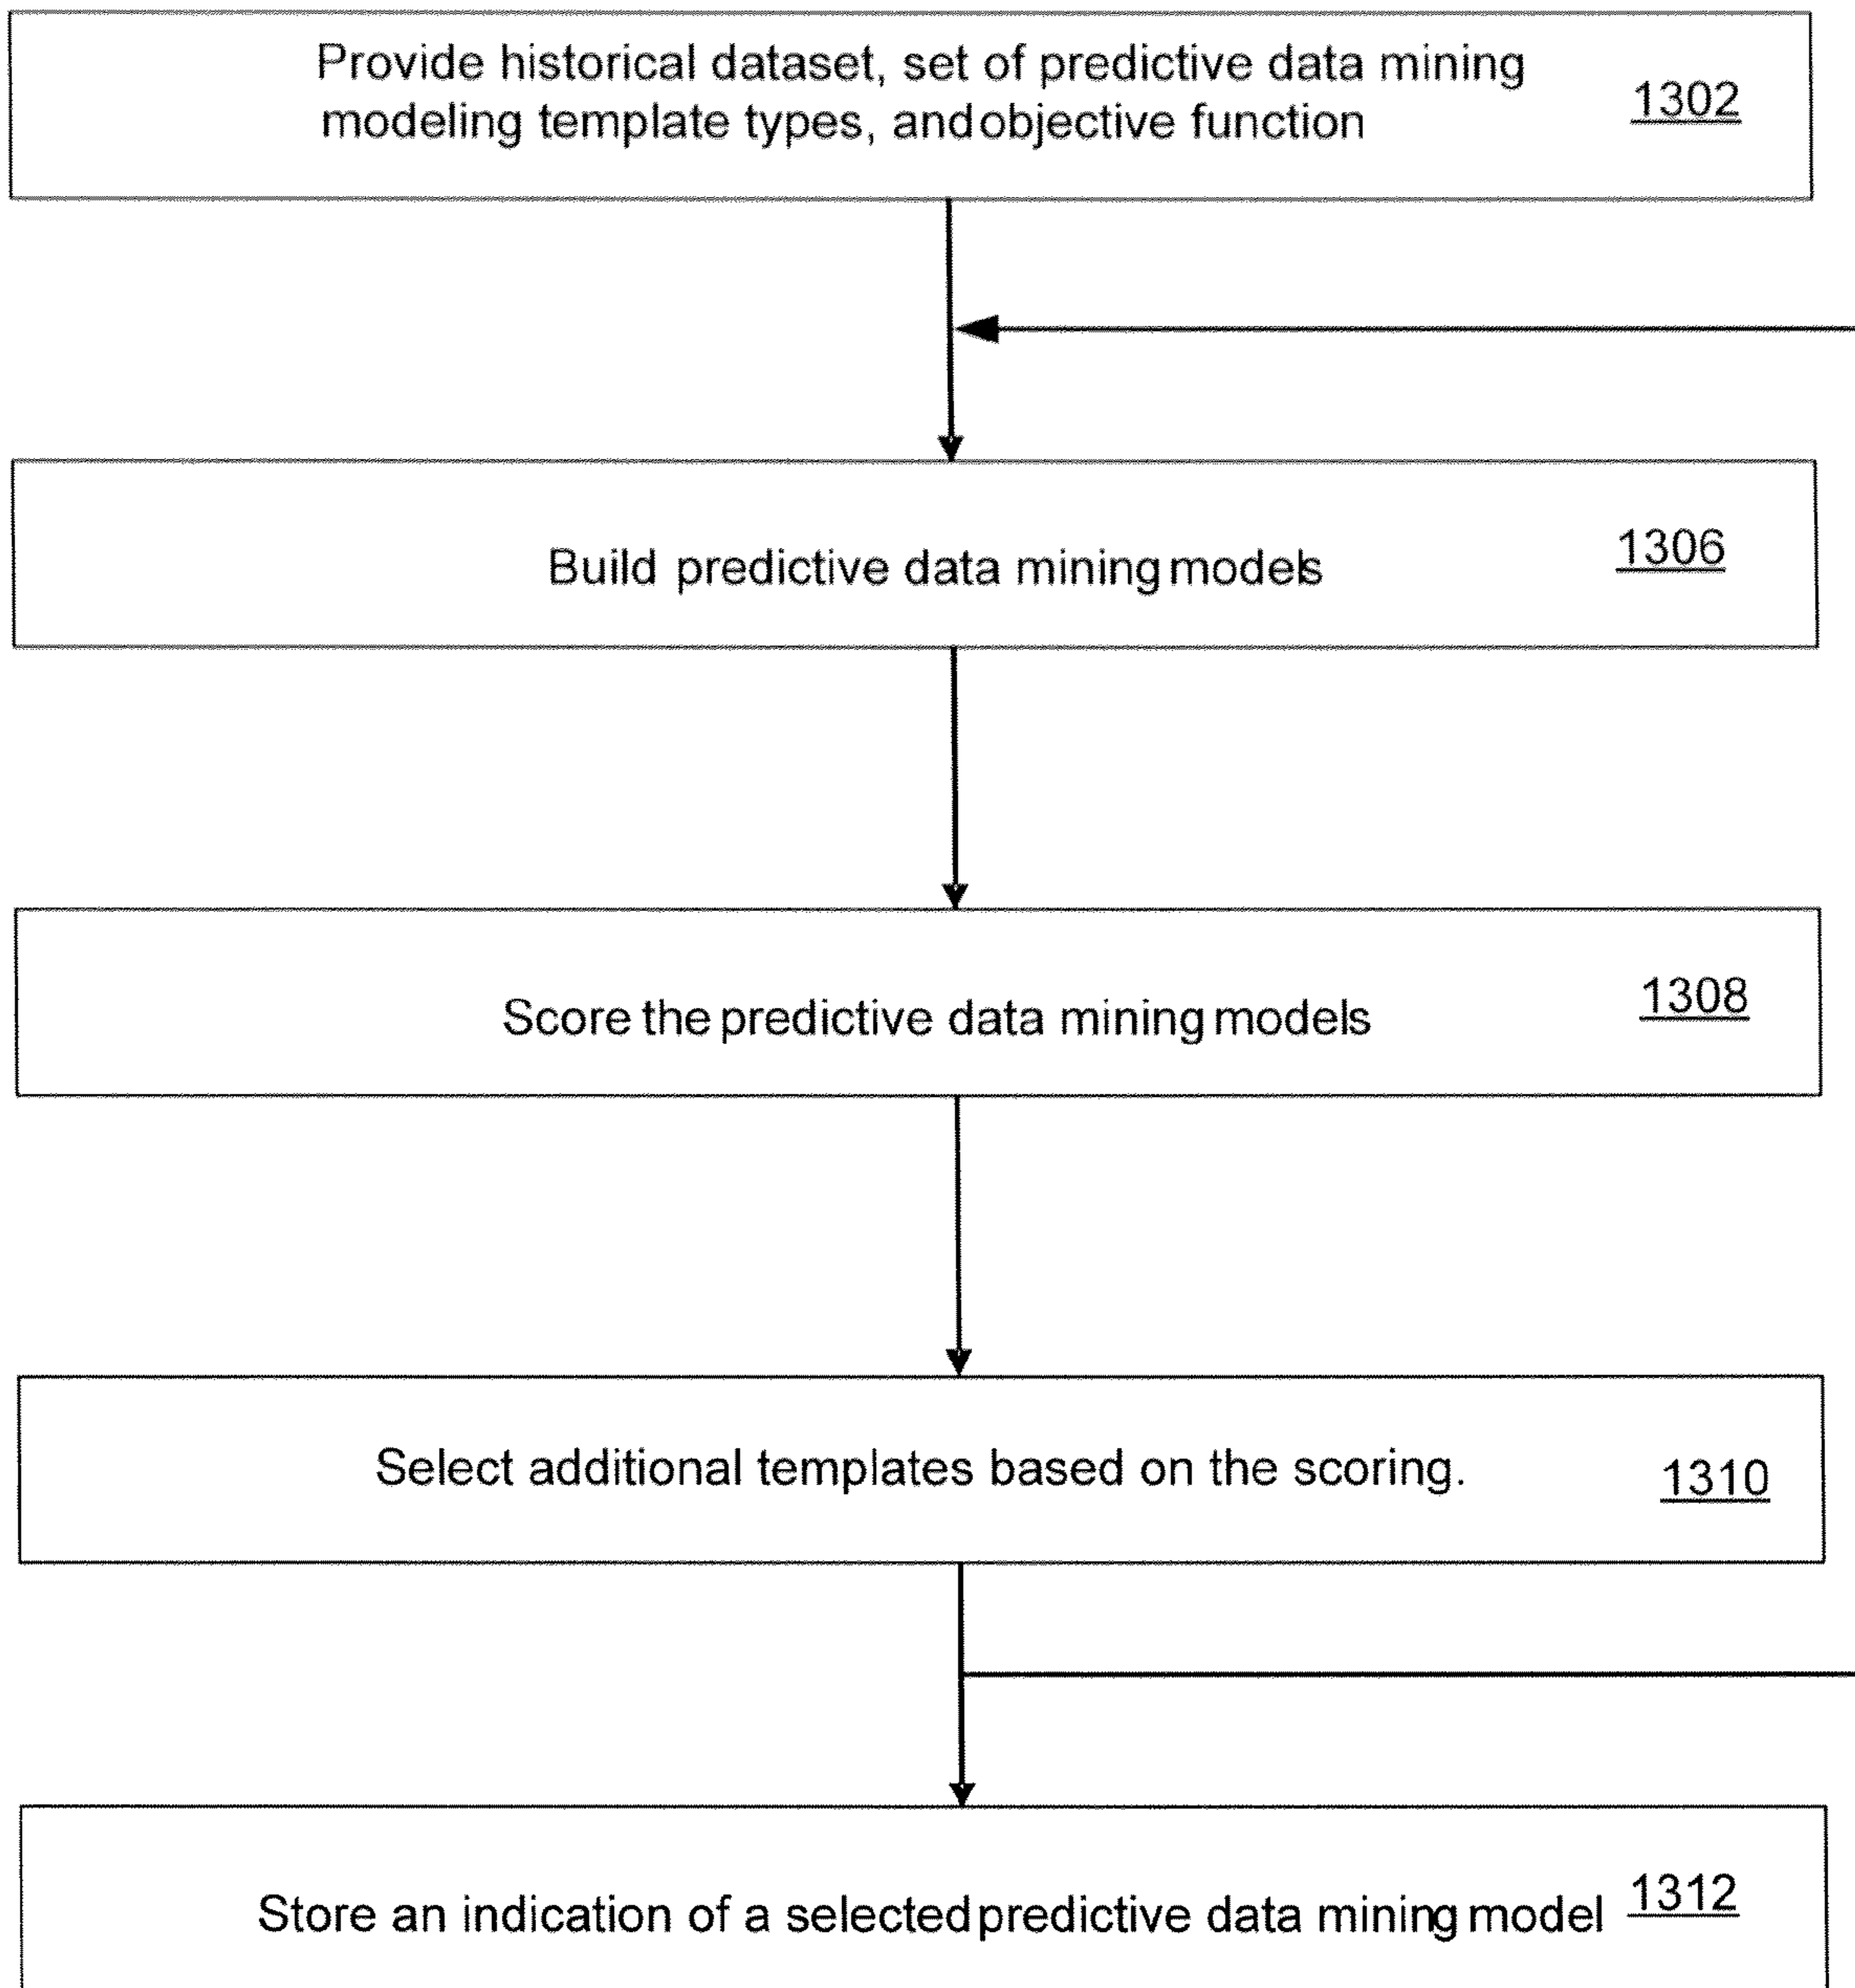 Provide historical dataset, set of predictive data mining
modeling template types, and objective function
1302
Build predictive data mining models
1306
Score the predictive data mining models
1308
Select additional templates based on the scoring.
1310
Store an indication of a selected predictive data mining model
1312